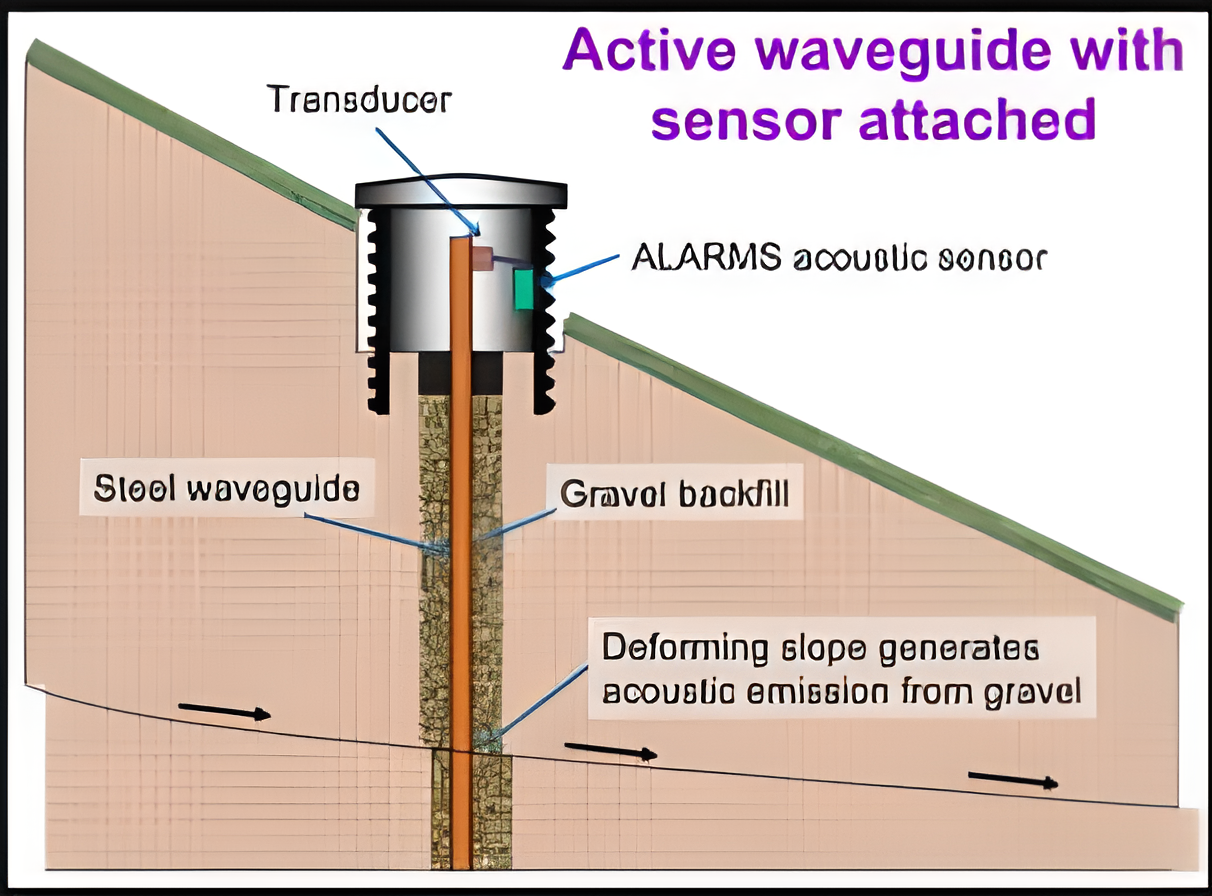 Active waveguide with
sensor attached
Transducer
ALARMS acoustic sensor
Steel waveguide
Gravel backfill
Deforming slope generates
acoustic emission from gravel